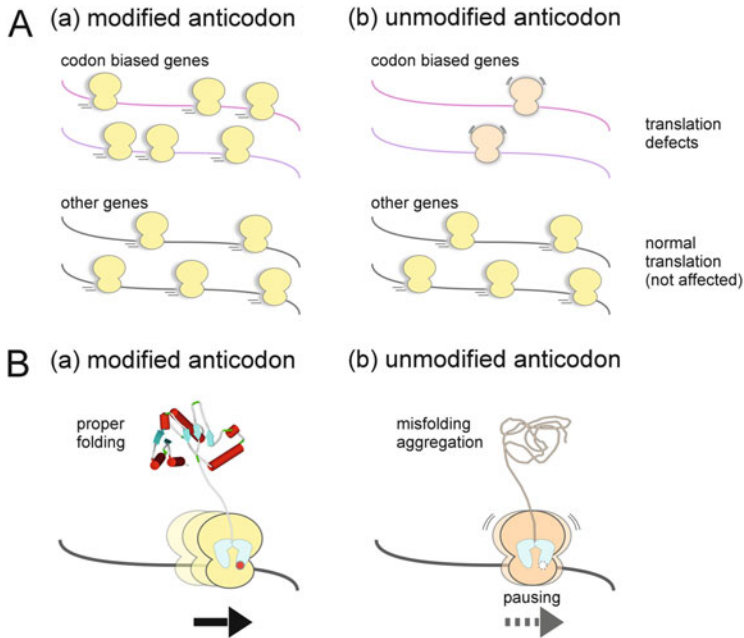 A
(a) modified anticodon
(b) unmodified anticodon
codon biased genes
codon biased genes
translation
defects
other genes
other genes
normal
translation
(not affected)
B
(a) modified anticodon
(b) unmodified anticodon
proper
folding
misfolding
aggregation
pausing